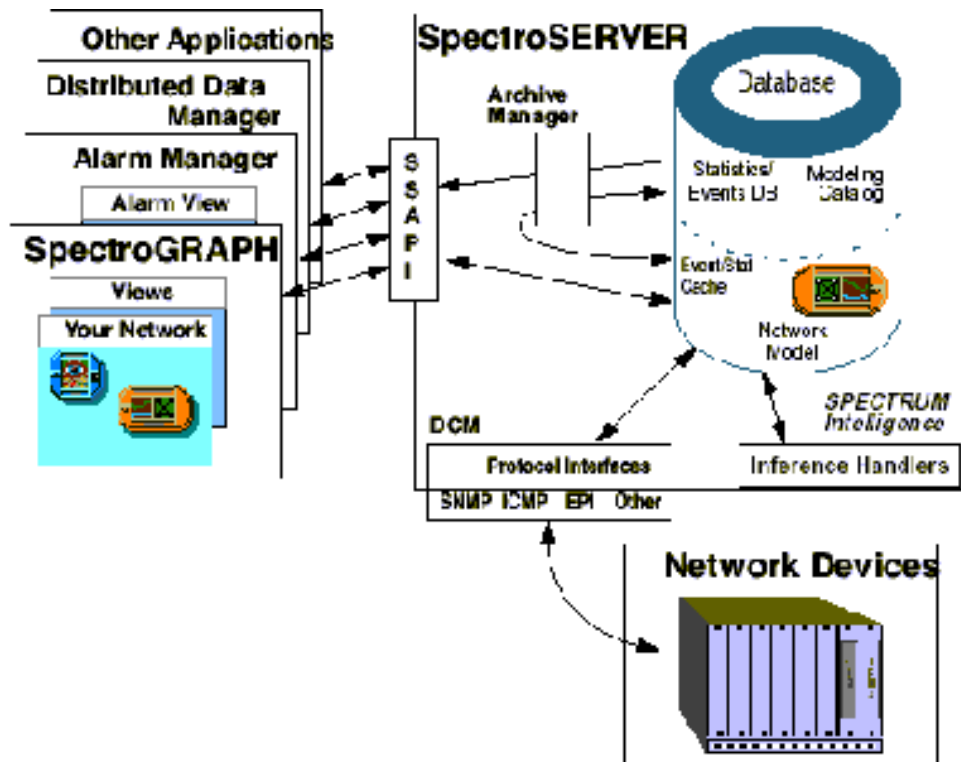 Other Applications
Distributed Data
Manager
Alarm Manager
Alarm View
SpectroGRAPH
Views
Your Network
SSAPI
SpectroSERVER
Archive
Manager
Database
Statistics/
Events DB
Modeling
Catalog
Event/Stat
Cache
Network
Model
SPECTRUM
Intelligence
DCM
Protocol Interfaces
Inference Handlers
SNMP ICMP EPI Other
Network Devices